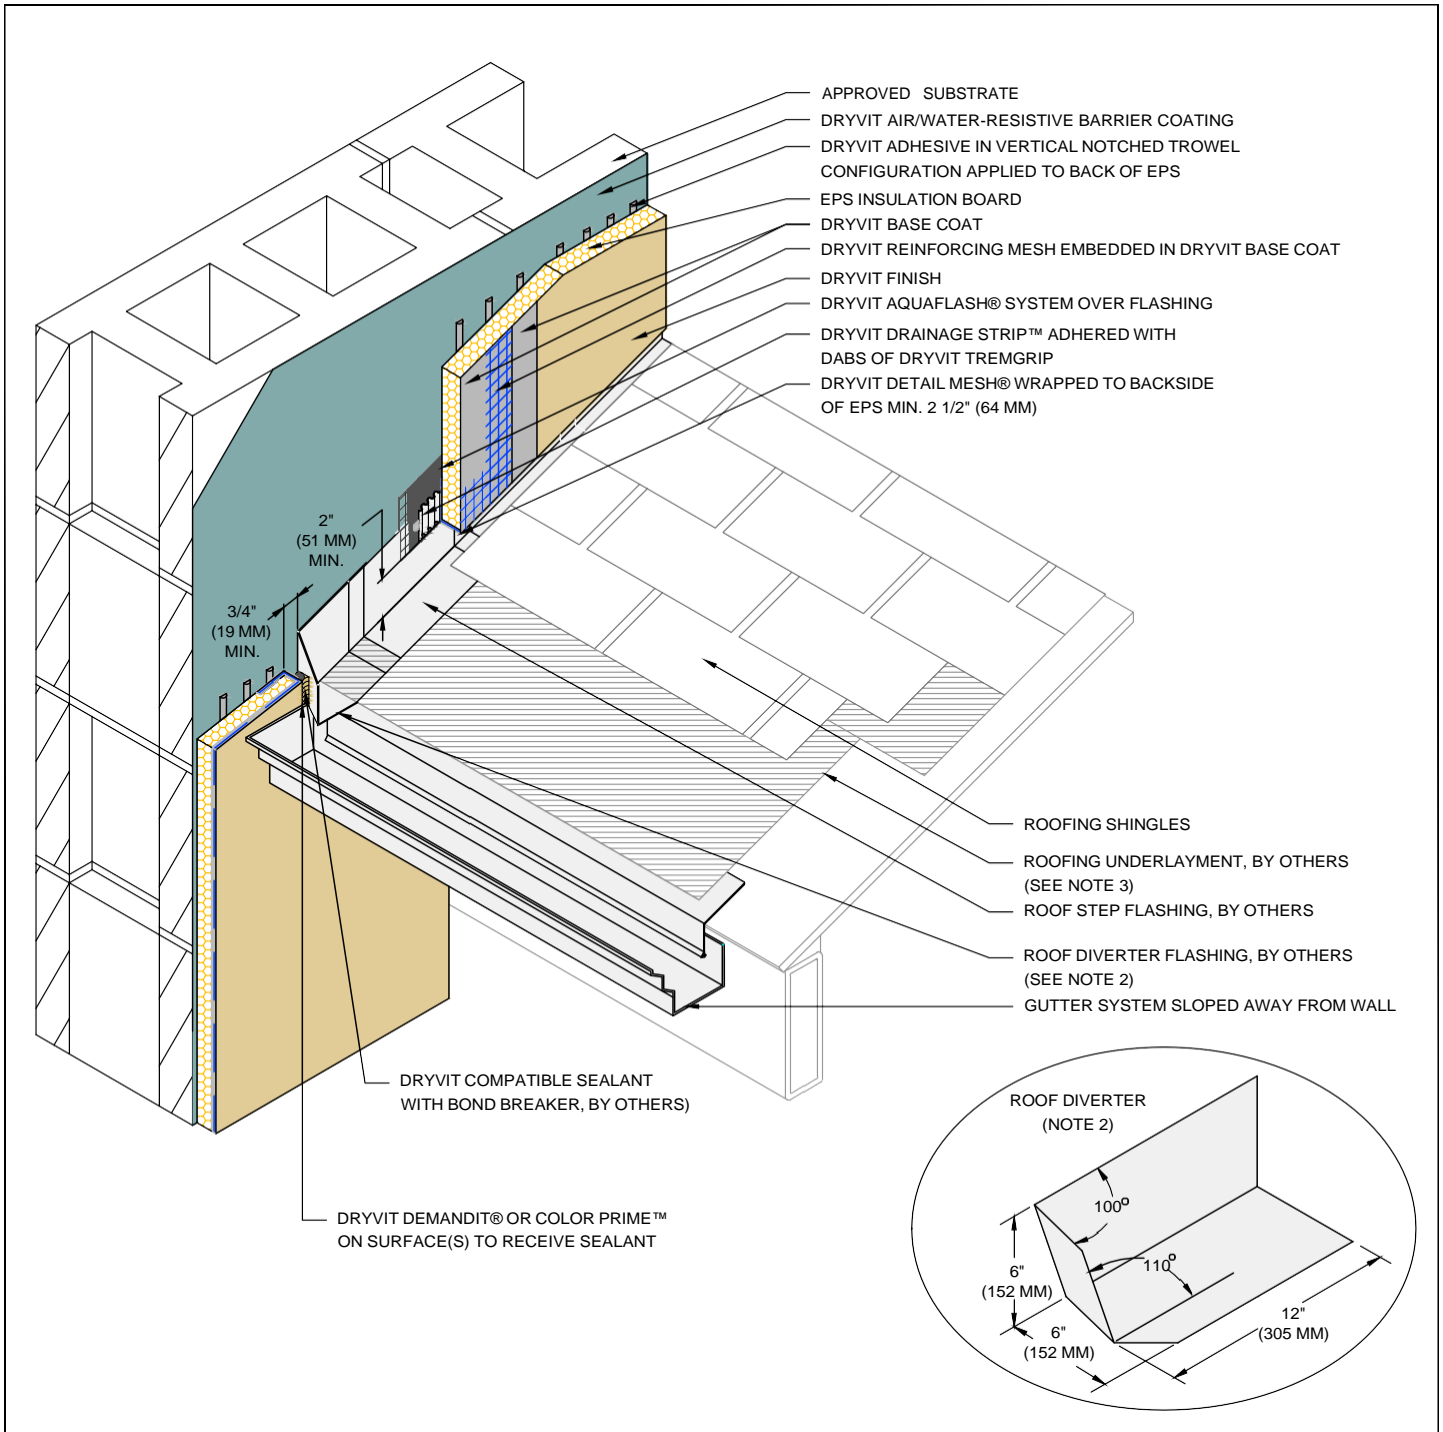 APPROVED SUBSTRATE
DRYVIT AIR/WATER-RESISTIVE BARRIER COATING
DRYVIT ADHESIVE IN VERTICAL NOTCHED TROWEL
CONFIGURATION APPLIED TO BACK OF EPS
EPS INSULATION BOARD
DRYVIT BASE COAT
DRYVIT REINFORCING MESH EMBEDDED IN DRYVIT BASE COAT
DRYVIT FINISH
DRYVIT AQUAFLASH® SYSTEM OVER FLASHING
DRYVIT DRAINAGE STRIP™ ADHERED WITH
DABS OF DRYVIT TREMGRIP
DRYVIT DETAIL MESH® WRAPPED TO BACKSIDE
OF EPS MIN. 2 1/2" (64 MM)
2"
(51 MM)
MIN.
3/4"
(19 MM)
MIN.
ROOFING SHINGLES
ROOFING UNDERLAYMENT, BY OTHERS
(SEE NOTE 3)
ROOF STEP FLASHING, BY OTHERS
ROOF DIVERTER FLASHING, BY OTHERS
(SEE NOTE 2)
GUTTER SYSTEM SLOPED AWAY FROM WALL
DRYVIT COMPATIBLE SEALANT
WITH BOND BREAKER, BY OTHERS)
DRYVIT DEMANDIT® OR COLOR PRIME™
ON SURFACE(S) TO RECEIVE SEALANT
ROOF DIVERTER
(NOTE 2)
100°
110°
6"
(152 MM)
6"
(152 MM)
12"
(305 MM)